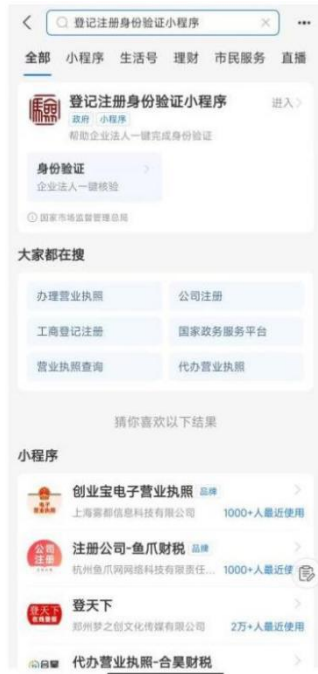 登记注册身份验证小程序
全部 小程序 生活号 理财 市民服务 直播
登记注册身份验证小程序 进入
政府 小程序
帮助企业法人一键完成身份验证
身份验证
企业法人一键核验
国家市场监督管理总局
大家都在搜
办理营业执照 公司注册
工商登记注册 国家政务服务平台
营业执照查询 代办营业执照
猜你喜欢以下结果
小程序
创业宝电子营业执照 品牌
上海雾都信息科技有限公司 1000+人最近使用
公司注册
注册公司-鱼爪财税 品牌
杭州鱼爪网网络科技有限责任... 1000+人最近使
登天下
登天下
郑州梦之创文化传媒有限公司 2万+人最近使用
代办营业执照-合昊财税